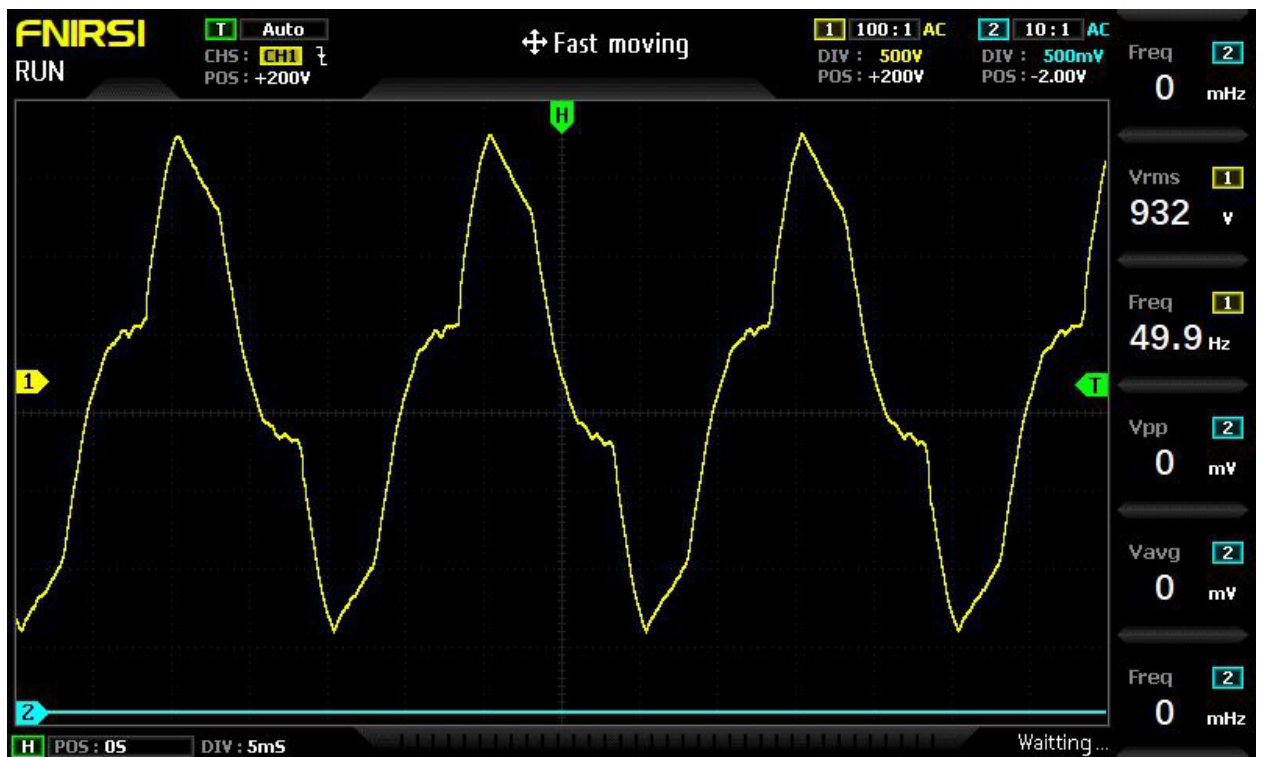 FNIRSI
RUN
T Auto
CHS: CH1
POS: +200V
Fast moving
1 100:1 AC
DIV: 500V
POS: +200V
2 10:1 AC
DIV: 500mV
POS: -2.00V
H
1
T
2
Freq 2
0 mHz
Vrms 1
932 V
Freq 1
49.9 Hz
Vpp 2
0 mV
Vavg 2
0 mV
Freq 2
0 mHz
H POS: 0S DIV: 5mS
Waitting...